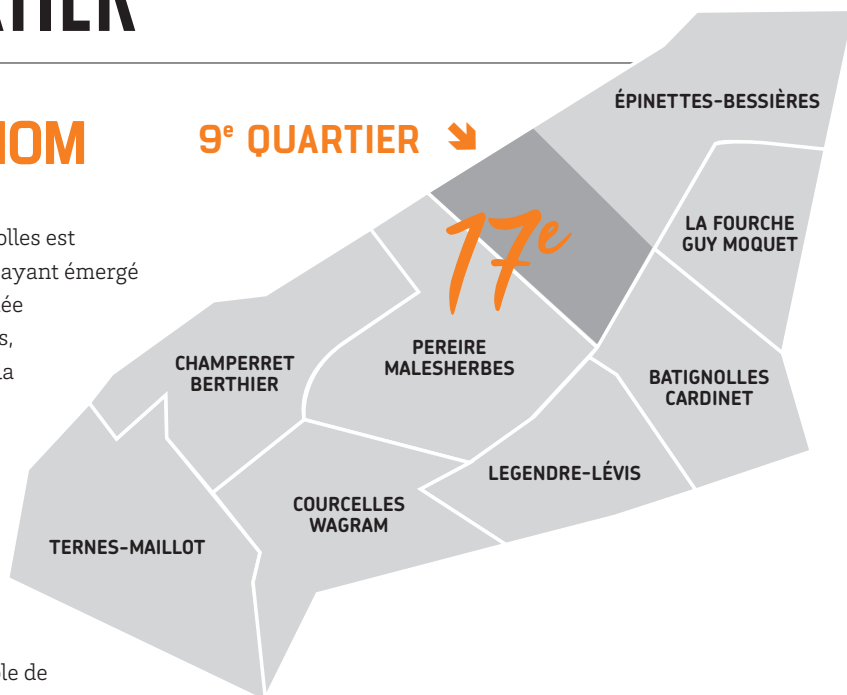 NOM
olles est
ayant émergé
ée
s,
la
le de
9e QUARTIER
17e
ÉPINETTES-BESSIÈRES
LA FOURCHE
GUY MOQUET
PEREIRE
MALESHERBES
CHAMPERRET
BERTHIER
BATIGNOLLES
CARDINET
LEGENDRE-LÉVIS
COURCELLES
WAGRAM
TERNES-MAILLOT